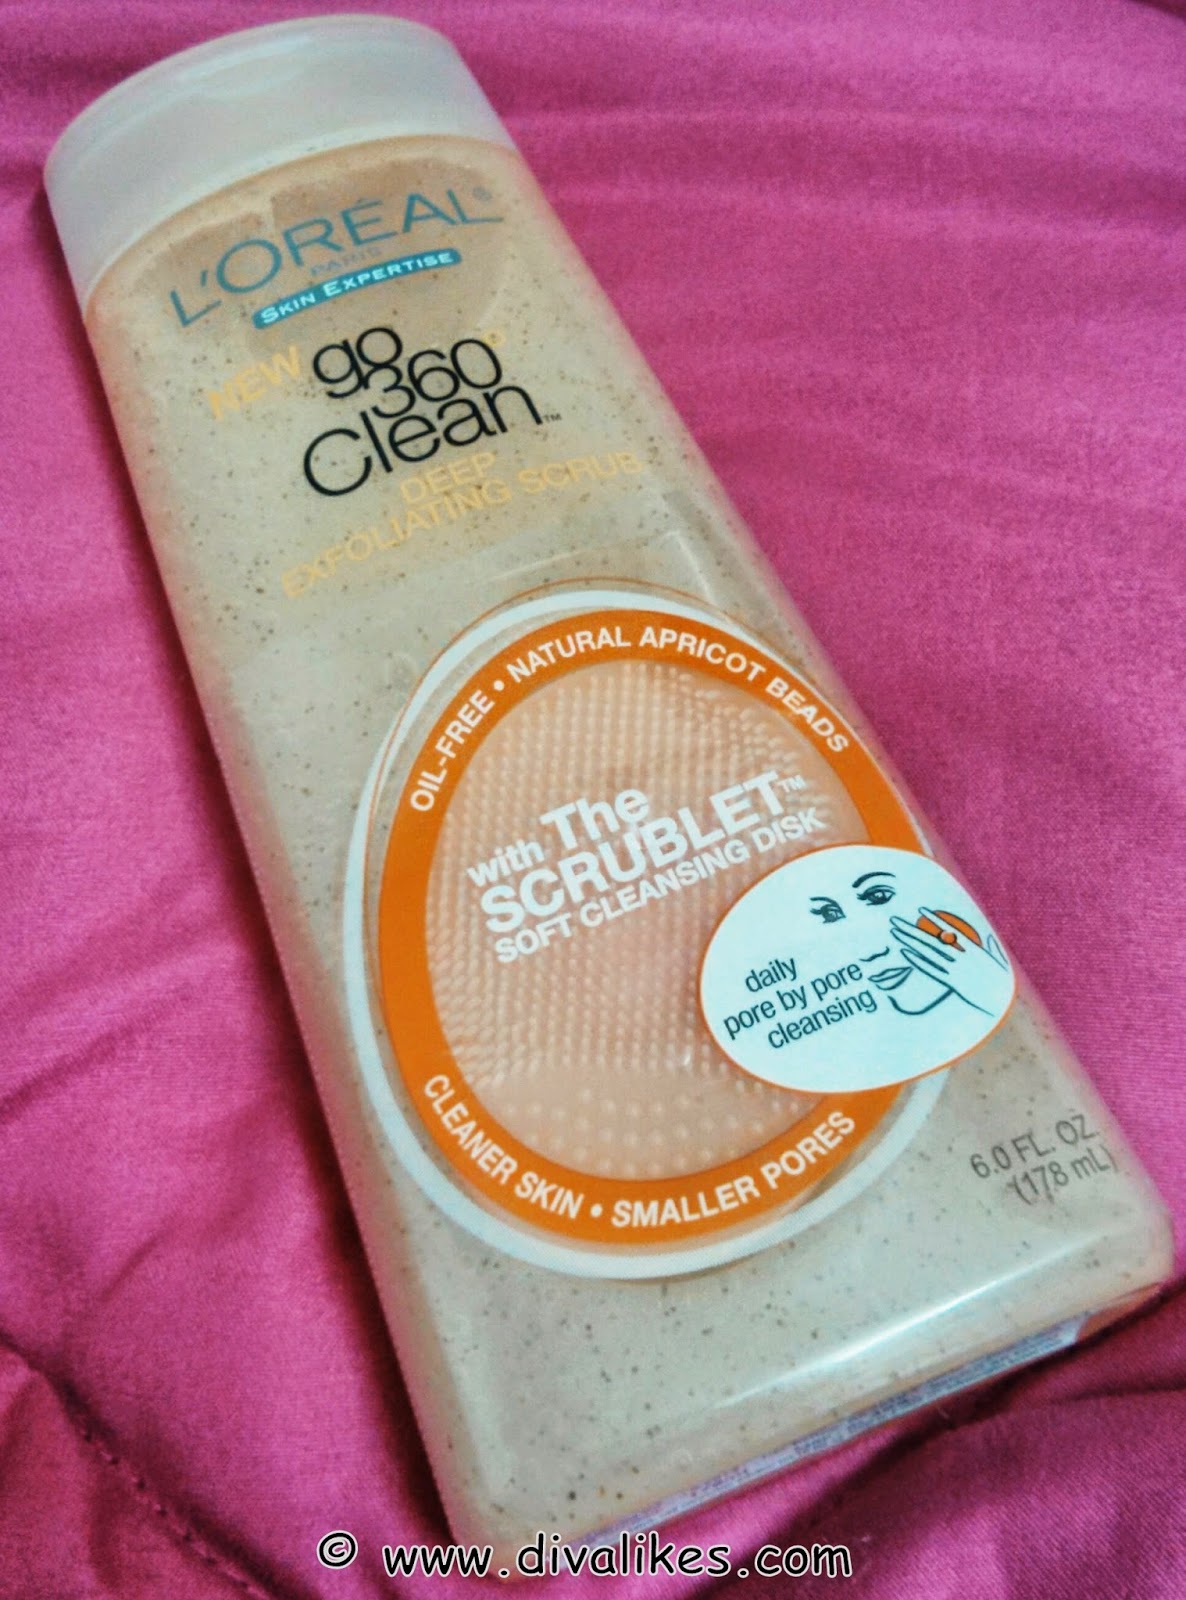 L'ORÉAL®
PARIS
SKIN EXPERTISE
NEW go
360°
Clean™
DEEP
EXFOLIATING SCRUB
OIL-FREE • NATURAL APRICOT BEADS
with The
SCRUBLET™
SOFT CLEANSING DISK
daily
pore by pore
cleansing
CLEANER SKIN • SMALLER PORES
6.0 FL. OZ.
(178 mL)
© www.divalikes.com